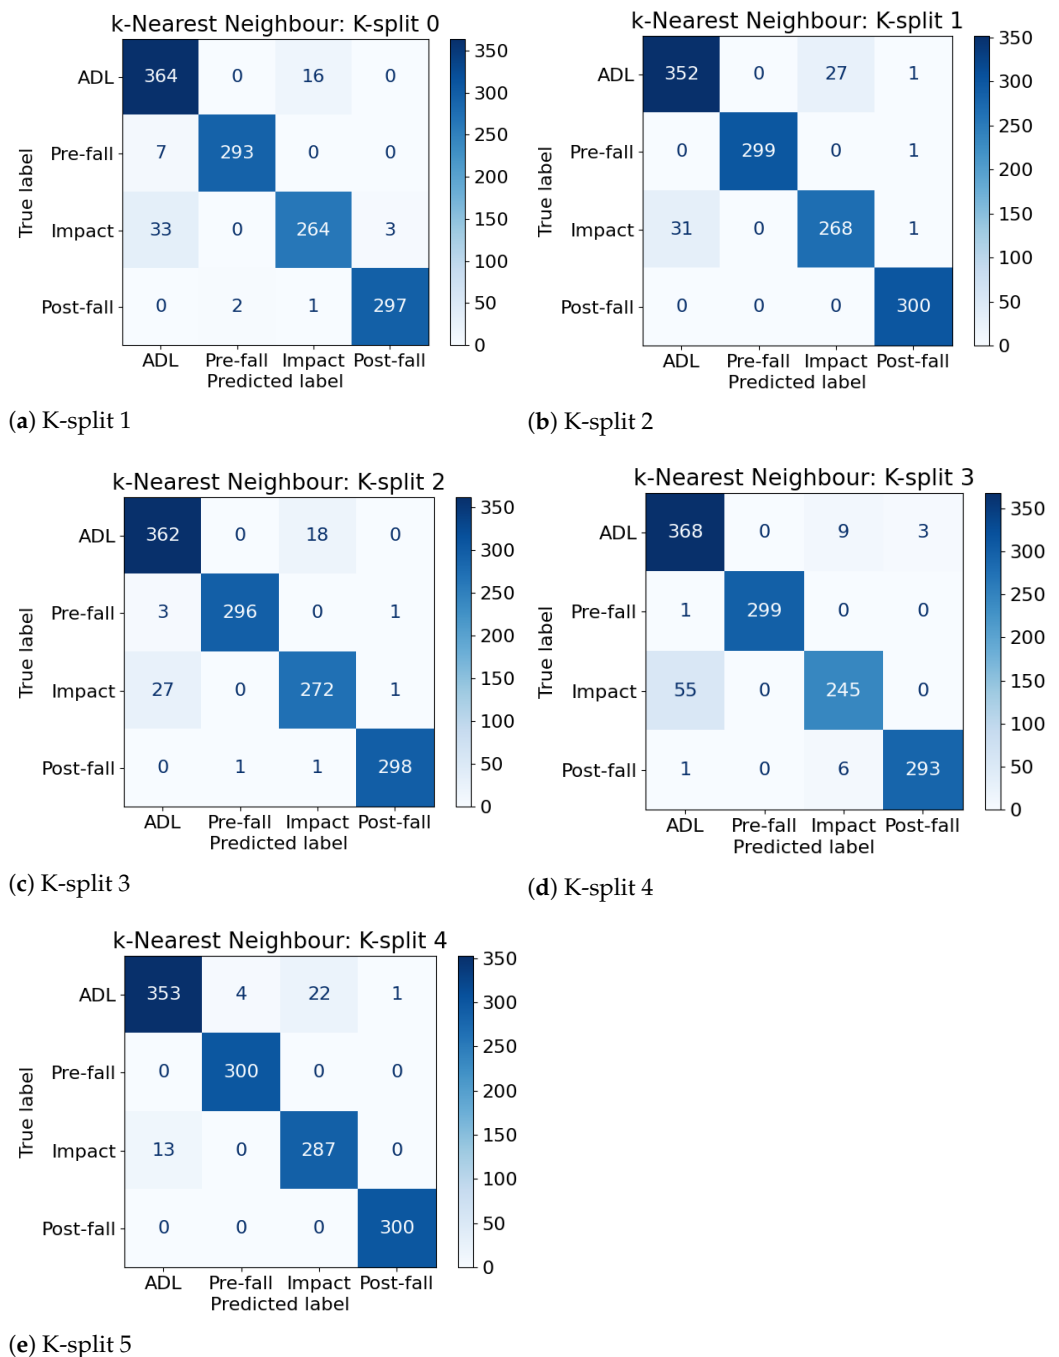 k-Nearest Neighbour: K-split 0
True label
ADL 364 0 16 0
Pre-fall 7 293 0 0
Impact 33 0 264 3
Post-fall 0 2 1 297
ADL Pre-fall Impact Post-fall
Predicted label
350
300
250
200
150
100
50
0
(a) K-split 1
k-Nearest Neighbour: K-split 1
True label
ADL 352 0 27 1
Pre-fall 0 299 0 1
Impact 31 0 268 1
Post-fall 0 0 0 300
ADL Pre-fall Impact Post-fall
Predicted label
350
300
250
200
150
100
50
0
(b) K-split 2
k-Nearest Neighbour: K-split 2
True label
ADL 362 0 18 0
Pre-fall 3 296 0 1
Impact 27 0 272 1
Post-fall 0 1 1 298
ADL Pre-fall Impact Post-fall
Predicted label
350
300
250
200
150
100
50
0
(c) K-split 3
k-Nearest Neighbour: K-split 3
True label
ADL 368 0 9 3
Pre-fall 1 299 0 0
Impact 55 0 245 0
Post-fall 1 0 6 293
ADL Pre-fall Impact Post-fall
Predicted label
350
300
250
200
150
100
50
0
(d) K-split 4
k-Nearest Neighbour: K-split 4
True label
ADL 353 4 22 1
Pre-fall 0 300 0 0
Impact 13 0 287 0
Post-fall 0 0 0 300
ADL Pre-fall Impact Post-fall
Predicted label
350
300
250
200
150
100
50
0
(e) K-split 5